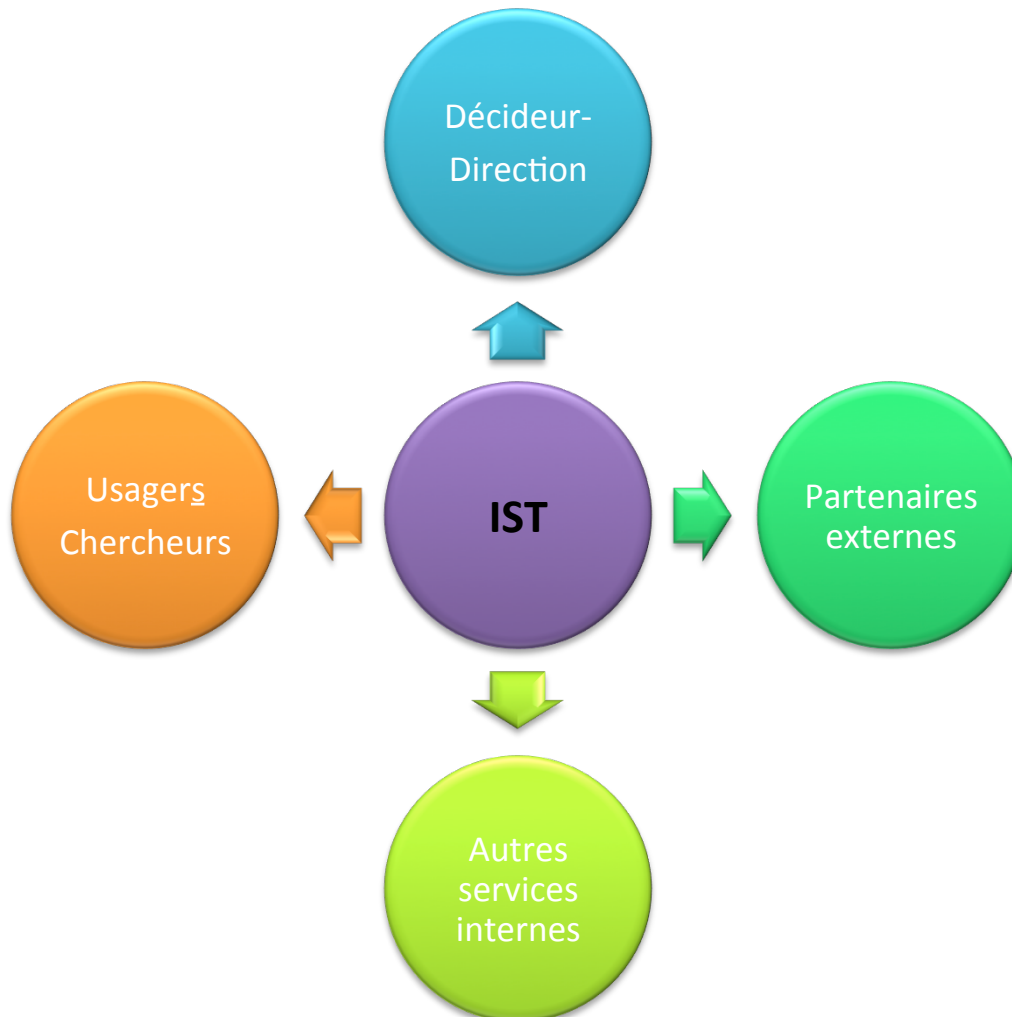 Décideur-
Direction
Usagers
Chercheurs
IST
Partenaires
externes
Autres
services
internes